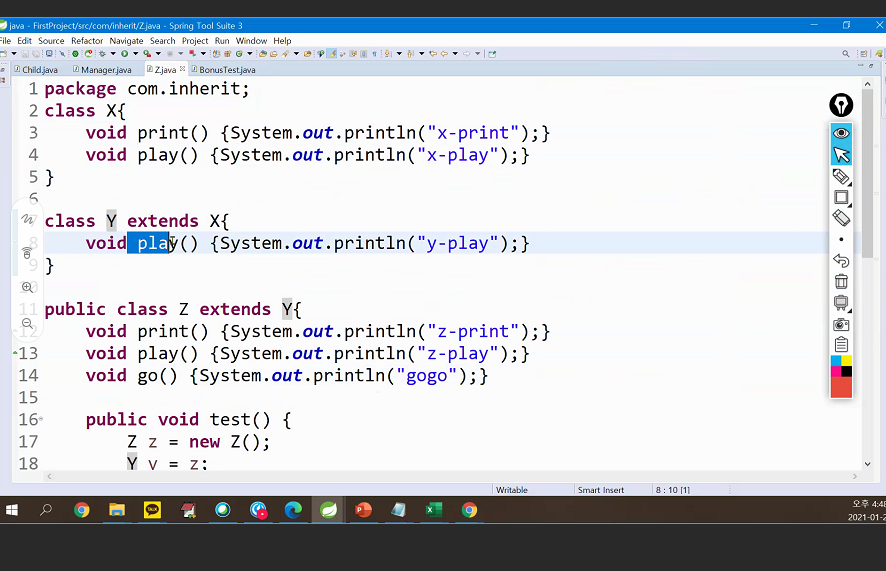 java - FirstProject/src/com/inherit/Z.java - Spring Tool Suite 3
File Edit Source Refactor Navigate Search Project Run Window Help
Child.java Manager.java Z.java BonusTest.java
1 package com.inherit;
2 class X{
3 void print() {System.out.println("x-print");}
4 void play() {System.out.println("x-play");}
5 }
6
7 class Y extends X{
8 void play() {System.out.println("y-play");}
9 }
10
11 public class Z extends Y{
12 void print() {System.out.println("z-print");}
13 void play() {System.out.println("z-play");}
14 void go() {System.out.println("gogo");}
15
16 public void test() {
17 Z z = new Z();
18 Y v = z;
Writable Smart Insert 8 : 10 [1]
TALK
오후 4:48
2021-01-2